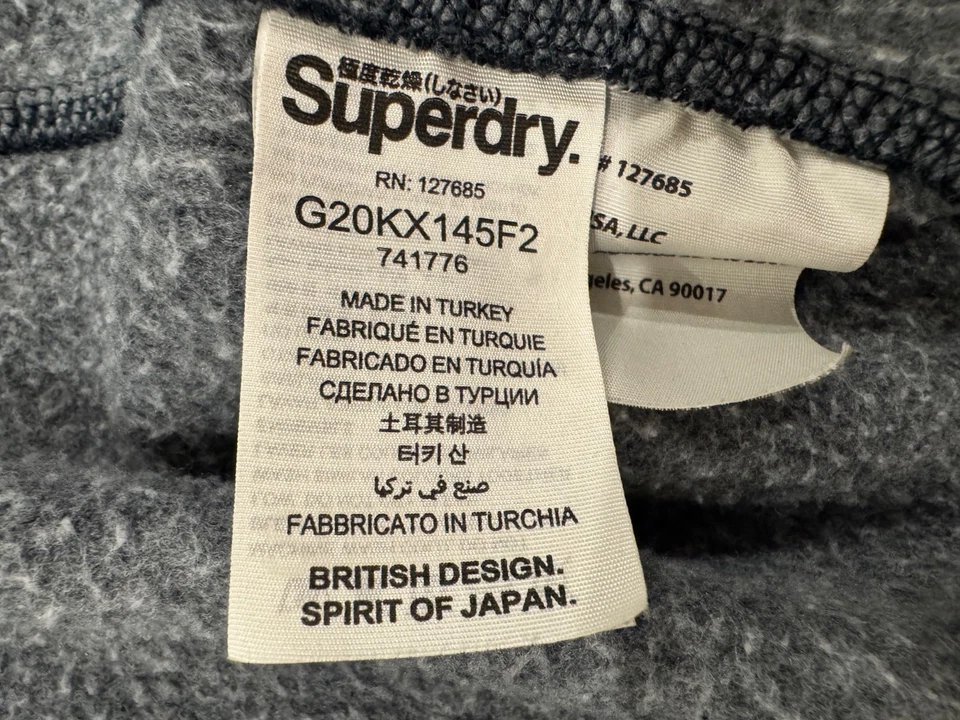 極度乾燥(しなさい)
Superdry.
RN: 127685
G20KX145F2
741776
MADE IN TURKEY
FABRIQUÉ EN TURQUIE
FABRICADO EN TURQUÍA
СДЕЛАНО В ТУРЦИИ
土耳其制造
터키 산
صنع في تركيا
FABBRICATO IN TURCHIA
BRITISH DESIGN.
SPIRIT OF JAPAN.
# 127685
SA, LLC
geles, CA 90017